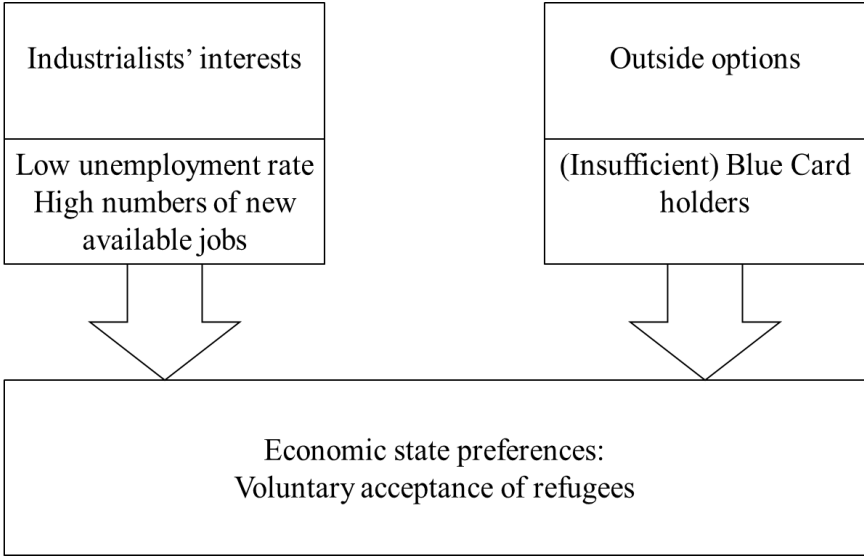 Industrialists’ interests
Low unemployment rate
High numbers of new
available jobs
Outside options
(Insufficient) Blue Card
holders
Economic state preferences:
Voluntary acceptance of refugees